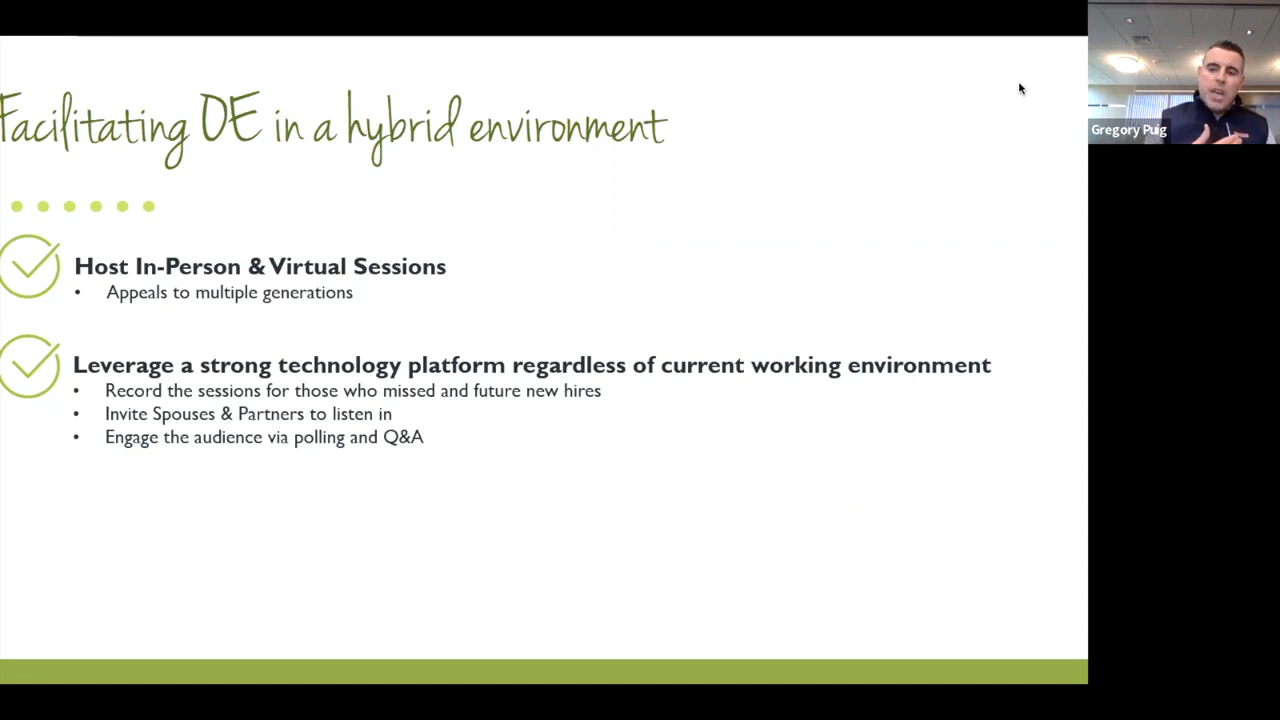 Facilitating OE in a hybrid environment
Gregory Puig
Host In-Person & Virtual Sessions
• Appeals to multiple generations
Leverage a strong technology platform regardless of current working environment
• Record the sessions for those who missed and future new hires
• Invite Spouses & Partners to listen in
• Engage the audience via polling and Q&A